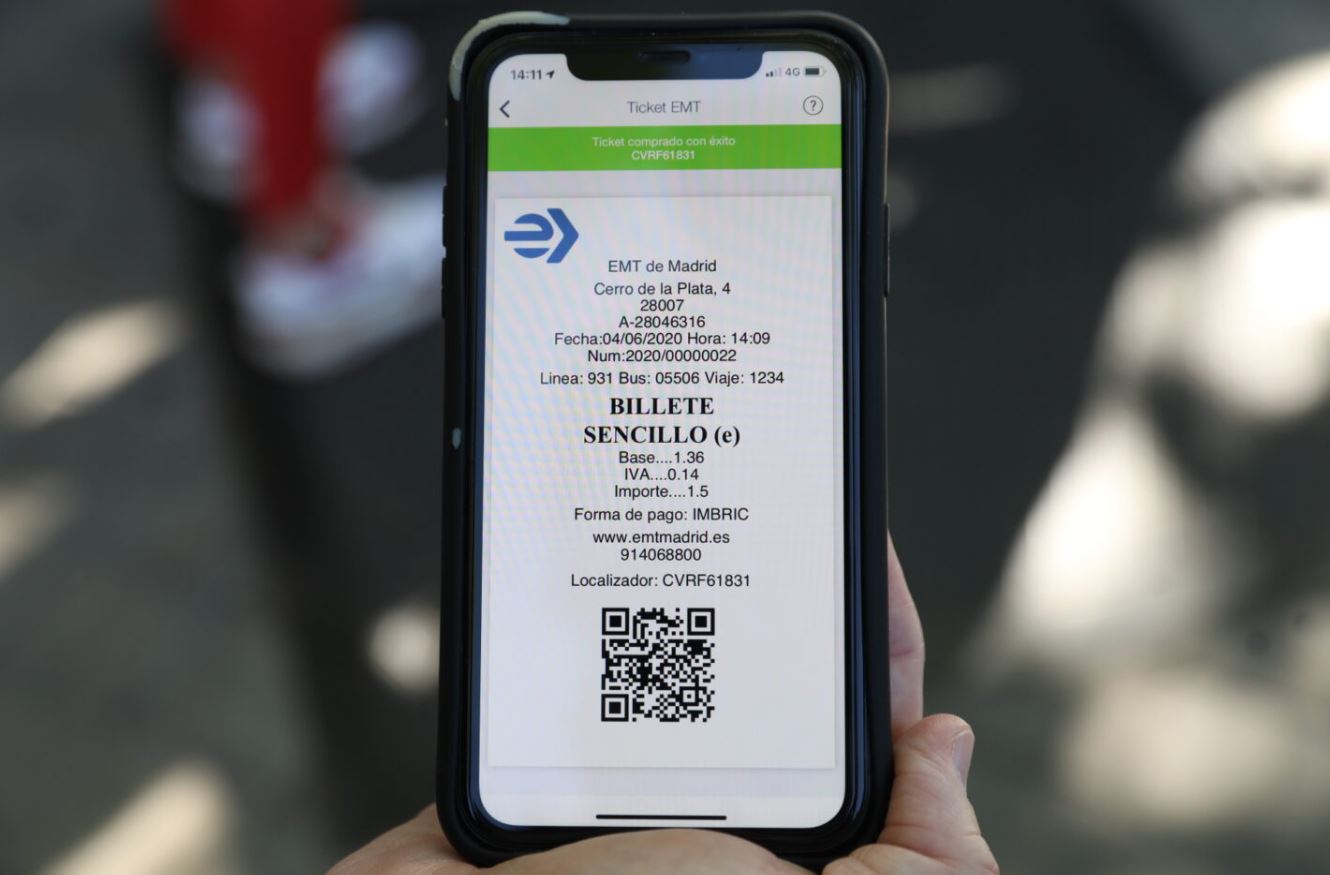 14:11
4G
Ticket EMT
?
Ticket comprado con éxito
CVRF61831
EMT de Madrid
Cerro de la Plata, 4
28007
A-28046316
Fecha:04/06/2020 Hora: 14:09
Num:2020/00000022
Linea: 931 Bus: 05506 Viaje: 1234
BILLETE
SENCILLO (e)
Base....1.36
IVA....0.14
Importe....1.5
Forma de pago: IMBRIC
www.emtmadrid.es
914068800
Localizador: CVRF61831